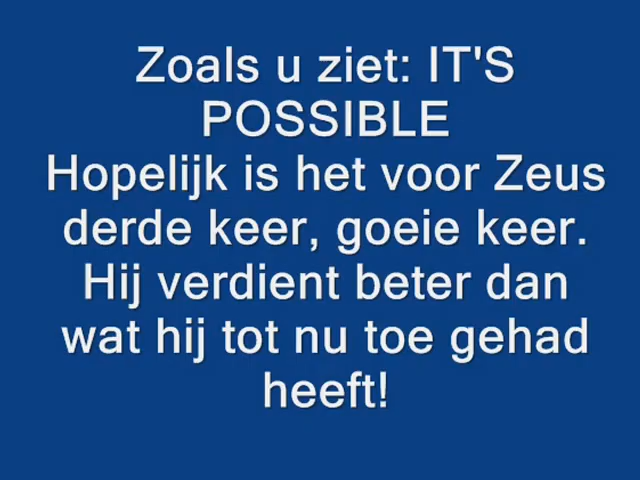 Zoals u ziet: IT'S
POSSIBLE
Hopelijk is het voor Zeus
derde keer, goeie keer.
Hij verdient beter dan
wat hij tot nu toe gehad
heeft!